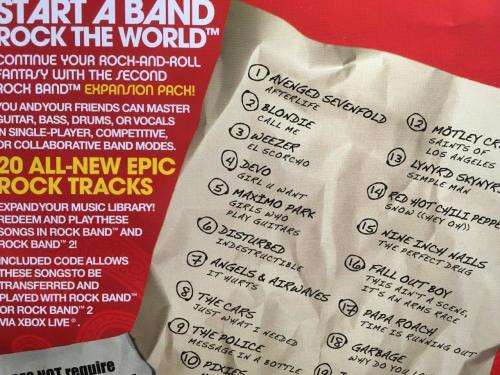 START A BAND
ROCK THE WORLD™
CONTINUE YOUR ROCK-AND-ROLL
FANTASY WITH THE SECOND
ROCK BAND™ EXPANSION PACK!
YOU AND YOUR FRIENDS CAN MASTER
GUITAR, BASS, DRUMS, OR VOCALS
IN SINGLE-PLAYER, COMPETITIVE,
OR COLLABORATIVE BAND MODES.
20 ALL-NEW EPIC
ROCK TRACKS
EXPAND YOUR MUSIC LIBRARY!
REDEEM AND PLAY THESE
SONGS IN ROCK BAND™ AND
ROCK BAND™ 2!
INCLUDED CODE ALLOWS
THESE SONGS TO BE
TRANSFERRED AND
PLAYED WITH ROCK BAND™
OR ROCK BAND™ 2
VIA XBOX LIVE®.
NOT require
1 AVENGED SEVENFOLD
AFTERLIFE
2 BLONDIE
CALL ME
3 WEEZER
EL SCORCHO
4 DEVO
GIRL U WANT
5 MAXIMO PARK
GIRLS WHO
PLAY GUITARS
6 DISTURBED
INDESTRUCTIBLE
7 ANGELS & AIRWAVES
IT HURTS
8 THE CARS
JUST WHAT I NEEDED
9 THE POLICE
MESSAGE IN A BOTTLE
10 PIXIES
12 MÖTLEY CR
SAINTS OF
LOS ANGELES
13 LYNYRD SKYNYR
SIMPLE MAN
14 RED HOT CHILI PEPPE
SNOW ((HEY OH))
15 NINE INCH NAILS
THE PERFECT DRUG
16 FALL OUT BOY
THIS AIN'T A SCENE,
IT'S AN ARMS RACE
17 PAPA ROACH
TIME IS RUNNING OUT
18 GARBAGE
WHY DO YOU L